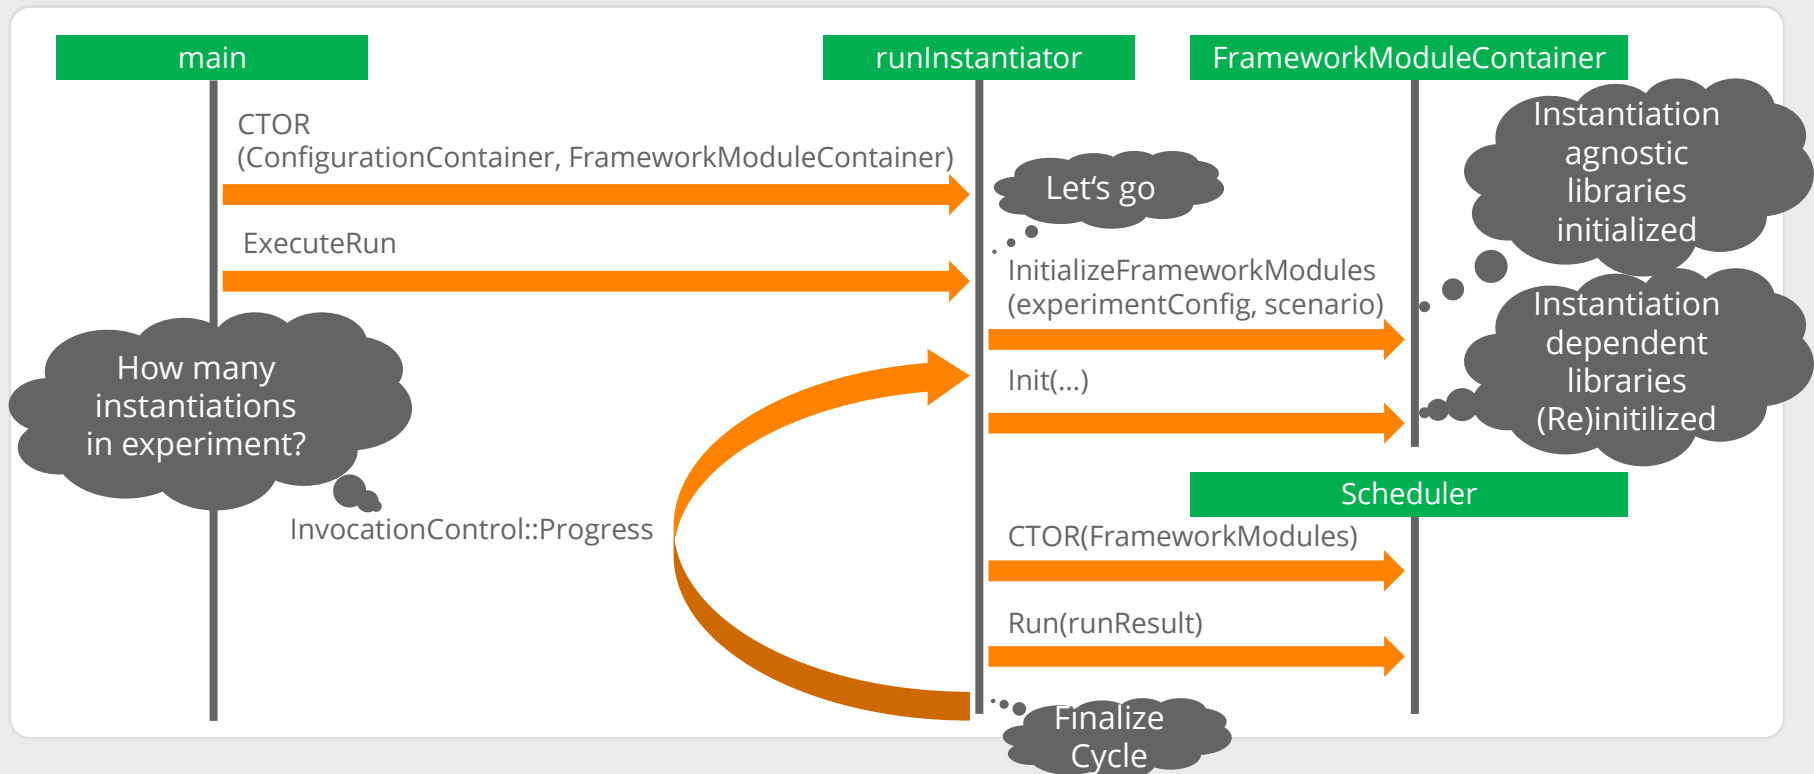 main
runInstantiator
FrameworkModuleContainer
CTOR
(ConfigurationContainer, FrameworkModuleContainer)
Let‘s go
Instantiation
agnostic
libraries
initialized
ExecuteRun
InitializeFrameworkModules
(experimentConfig, scenario)
How many
instantiations
in experiment?
Init(...)
Instantiation
dependent
libraries
(Re)initilized
InvocationControl::Progress
Scheduler
CTOR(FrameworkModules)
Run(runResult)
Finalize
Cycle